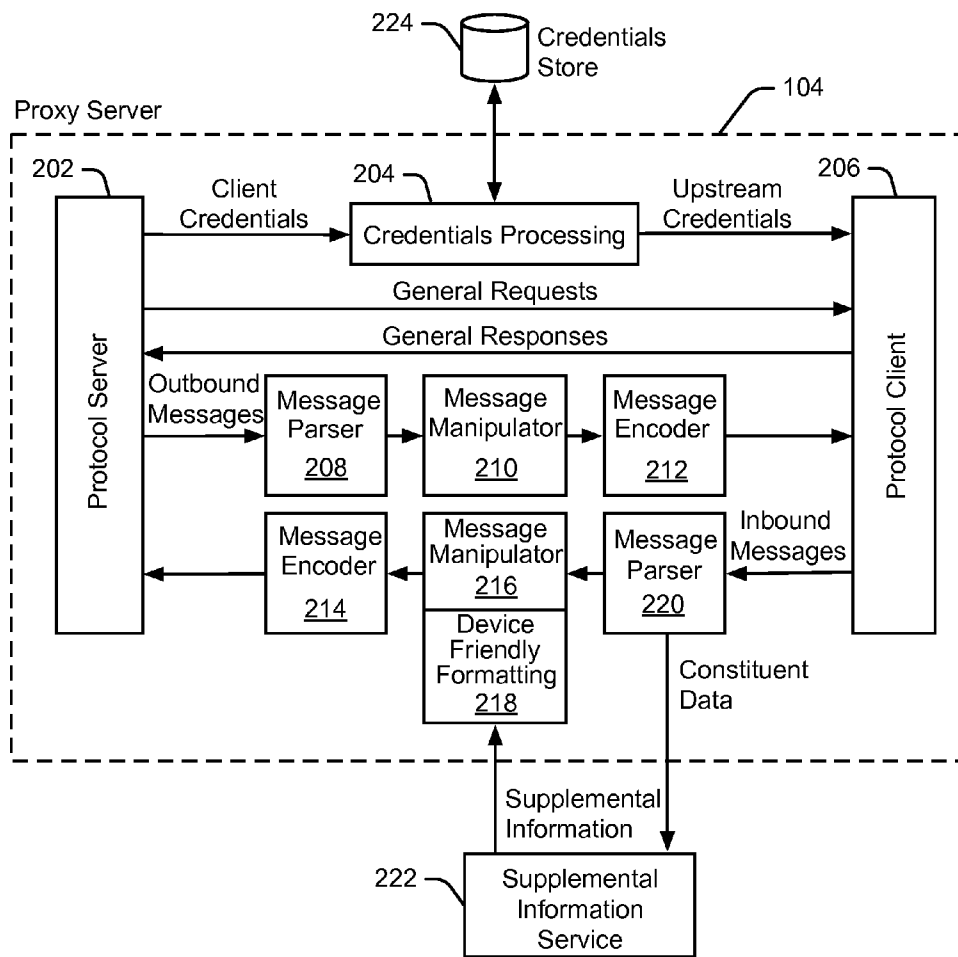 224
Credentials
Store
Proxy Server
104
202
Client
Credentials
204
Credentials Processing
Upstream
Credentials
206
General Requests
General Responses
Protocol Server
Protocol Client
Outbound
Messages
Message
Parser
208
Message
Manipulator
210
Message
Encoder
212
Message
Encoder
214
Message
Manipulator
216
Device
Friendly
Formatting
218
Message
Parser
220
Inbound
Messages
Constituent
Data
Supplemental
Information
222
Supplemental
Information
Service